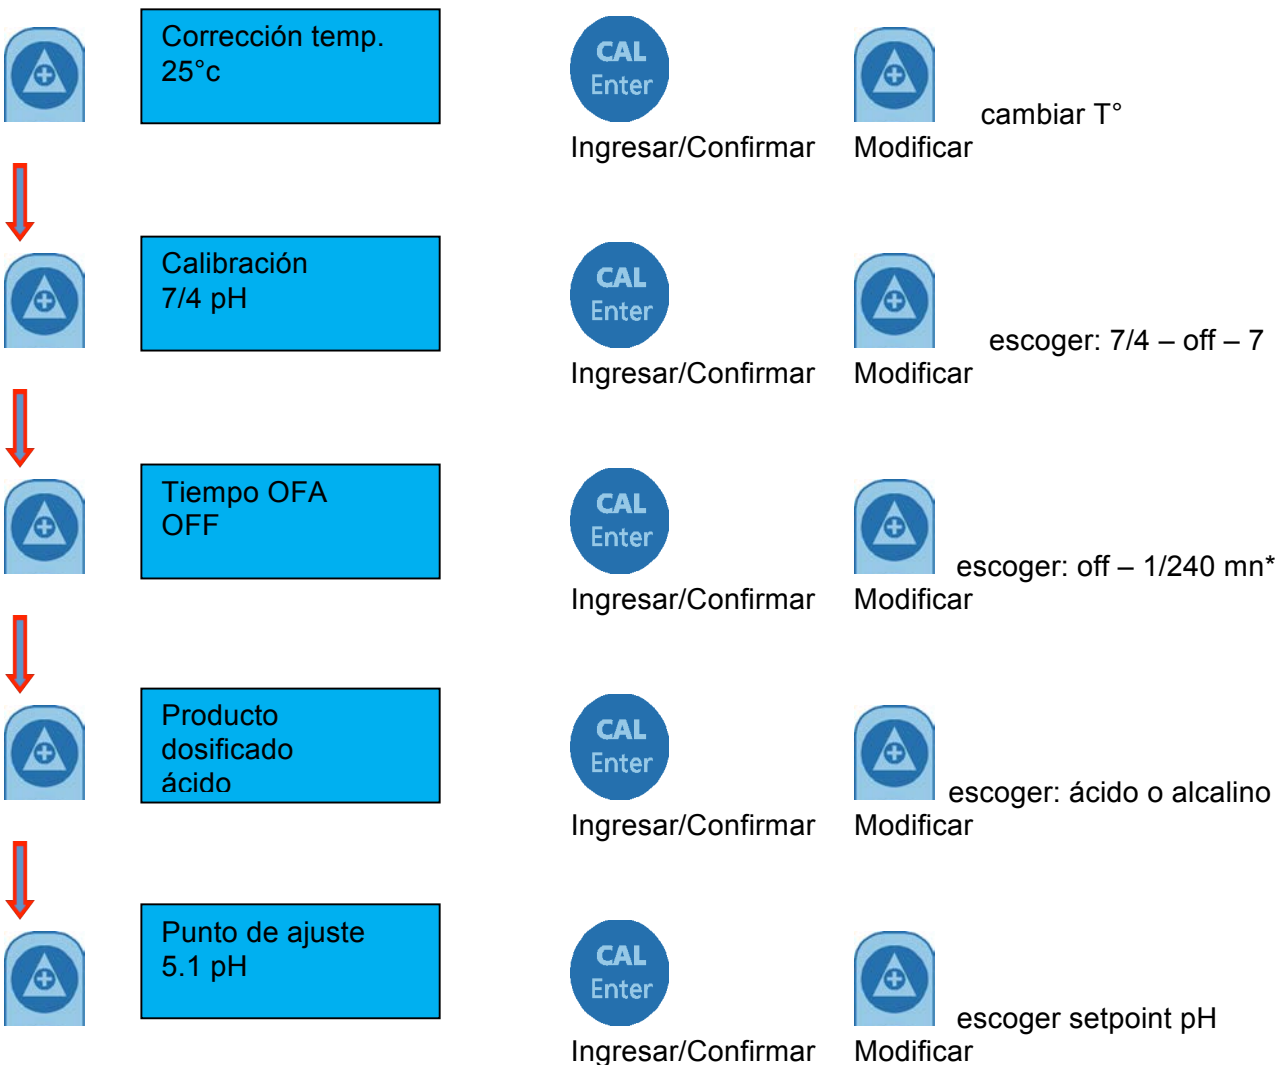 Corrección temp.
25°c
CAL
Enter
cambiar T°
Ingresar/Confirmar
Modificar
Calibración
7/4 pH
CAL
Enter
escoger: 7/4 – off – 7
Ingresar/Confirmar
Modificar
Tiempo OFA
OFF
CAL
Enter
escoger: off – 1/240 mn*
Ingresar/Confirmar
Modificar
Producto
dosificado
ácido
CAL
Enter
escoger: ácido o alcalino
Ingresar/Confirmar
Modificar
Punto de ajuste
5.1 pH
CAL
Enter
escoger setpoint pH
Ingresar/Confirmar
Modificar